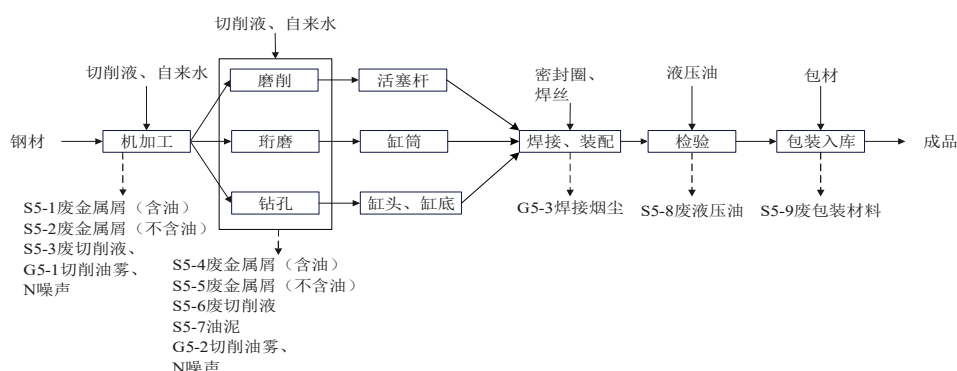 切削液、自来水
切削液、自来水
密封圈、
焊丝
液压油
包材
磨削
活塞杆
钢材
机加工
珩磨
缸筒
焊接、装配
检验
包装入库
成品
钻孔
缸头、缸底
S5-1废金属屑（含油）
S5-2废金属屑（不含油）
S5-3废切削液、
G5-1切削油雾、
N噪声
G5-3焊接烟尘
S5-8废液压油
S5-9废包装材料
S5-4废金属屑（含油）
S5-5废金属屑（不含油）
S5-6废切削液
S5-7油泥
G5-2切削油雾、
N噪声